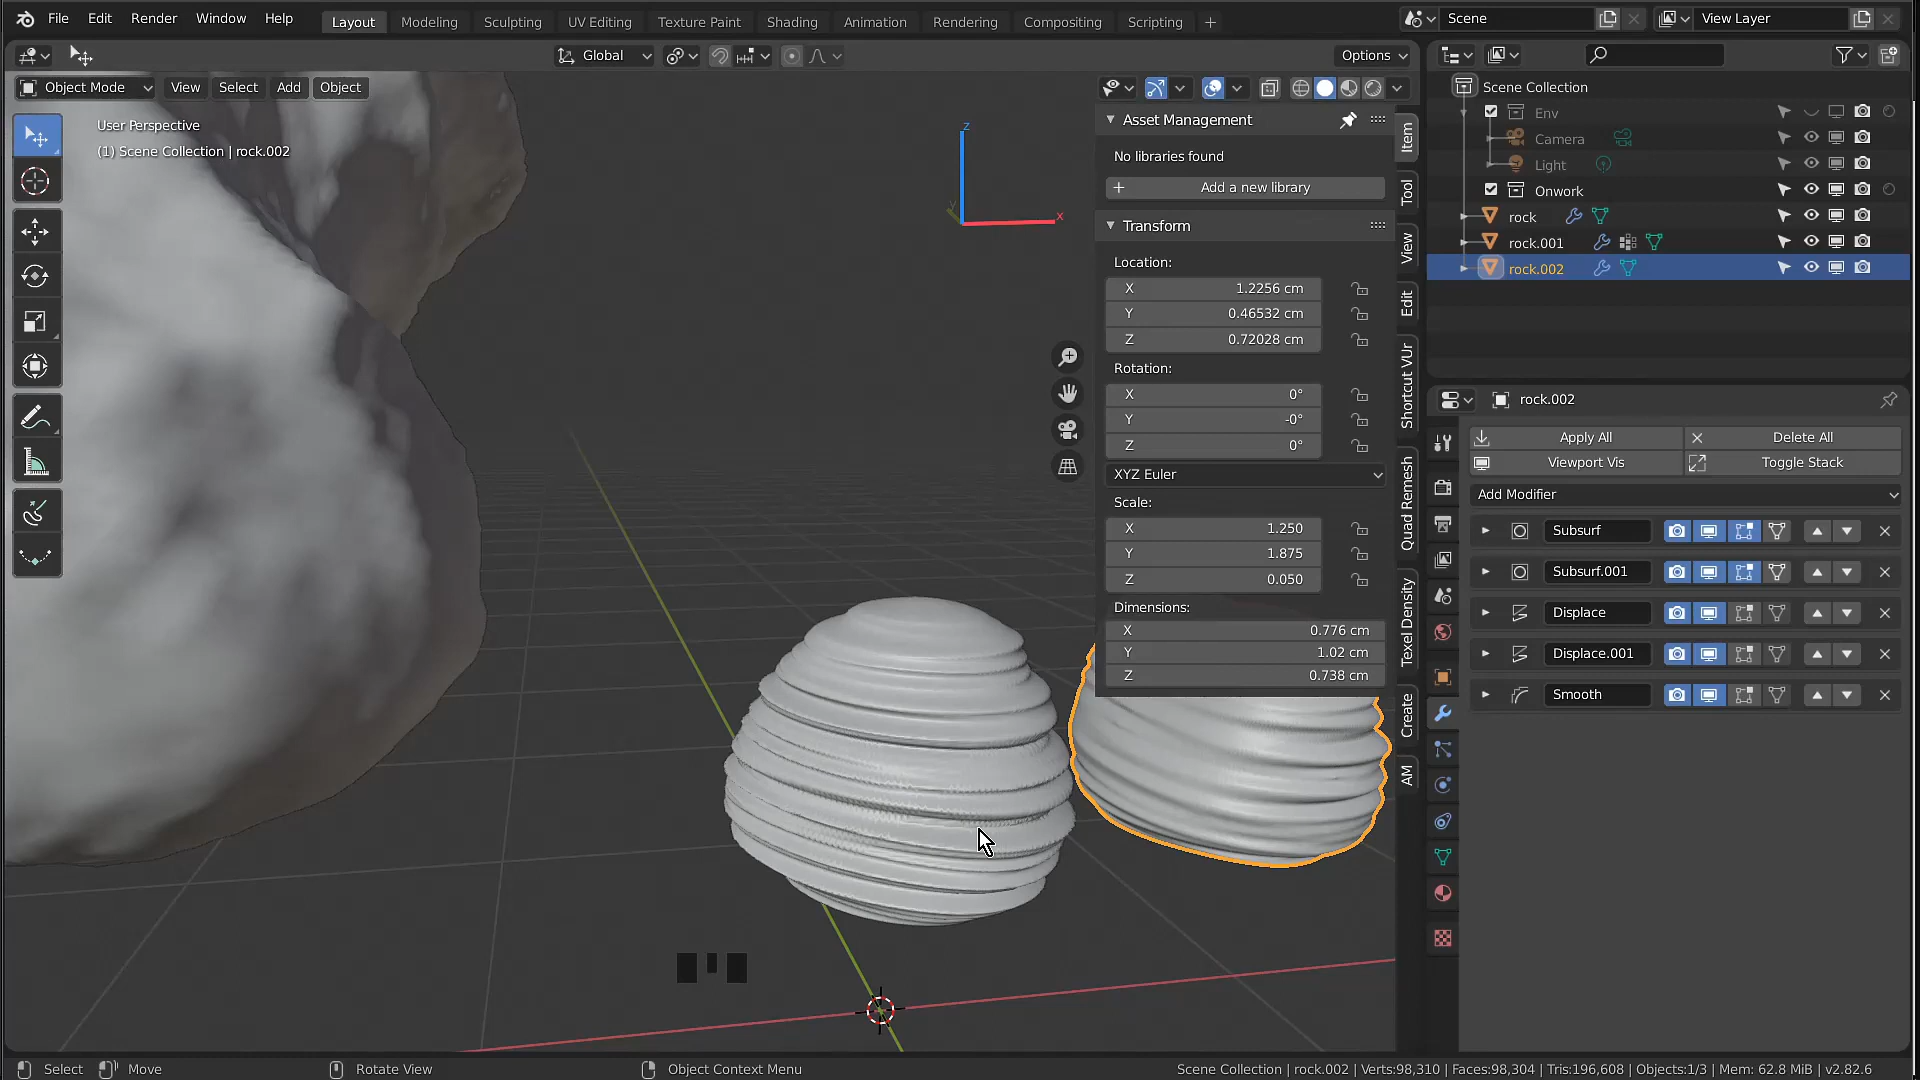 File Edit Render Window Help Layout Modeling Sculpting UV Editing Texture Paint Shading Animation Rendering Compositing Scripting + Scene View Layer
Global Options
Object Mode View Select Add Object
User Perspective
(1) Scene Collection | rock.002
z
x
Y
Asset Management
No libraries found
+ Add a new library
Transform
Location:
X 1.2256 cm
Y 0.46532 cm
Z 0.72028 cm
Rotation:
X 0°
Y -0°
Z 0°
XYZ Euler
Scale:
X 1.250
Y 1.875
Z 0.050
Dimensions:
X 0.776 cm
Y 1.02 cm
Z 0.738 cm
Item
Tool
View
Edit
Shortcut VUr
Quad Remesh
Texel Density
Create
AM
Scene Collection
Env
Camera
Light
Onwork
rock
rock.001
rock.002
rock.002
Apply All Delete All
Viewport Vis Toggle Stack
Add Modifier
Subsurf
Subsurf.001
Displace
Displace.001
Smooth
Select Move Rotate View Object Context Menu Scene Collection | rock.002 | Verts:98,310 | Faces:98,304 | Tris:196,608 | Objects:1/3 | Mem: 62.8 MiB | v2.82.6